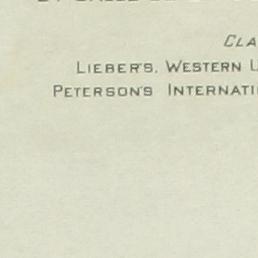 CLA
LIEBER'S, WESTERN U
PETERSON'S INTERNATI